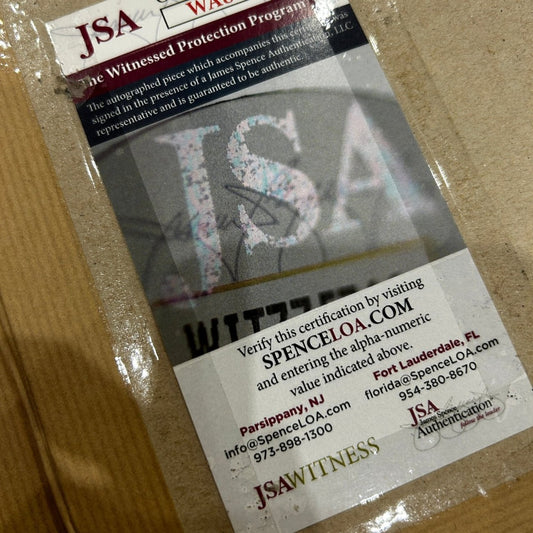 JSA
The Witnessed Protection Program
The autographed piece which accompanies this certificate was
signed in the presence of a James Spence Authentication, LLC
representative and is guaranteed to be authentic.
JSA
Verify this certification by visiting
SPENCELOA.COM
and entering the alpha-numeric
value indicated above.
Parsippany, NJ
Info@SpenceLOA.com
973-898-1300
Fort Lauderdale, FL
florida@SpenceLOA.com
954-380-8670
JSAWITNESS
JSA
James Spence
Authentication
follow the leader